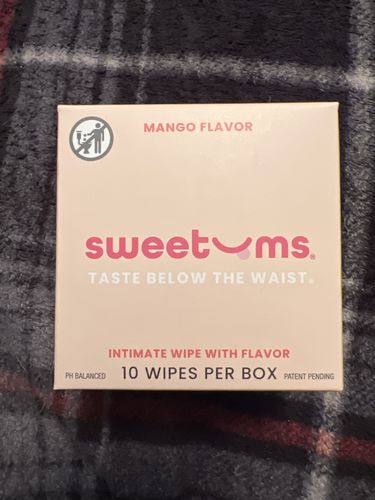 MANGO FLAVOR
sweetums®
TASTE BELOW THE WAIST®
INTIMATE WIPE WITH FLAVOR
PH BALANCED 10 WIPES PER BOX PATENT PENDING